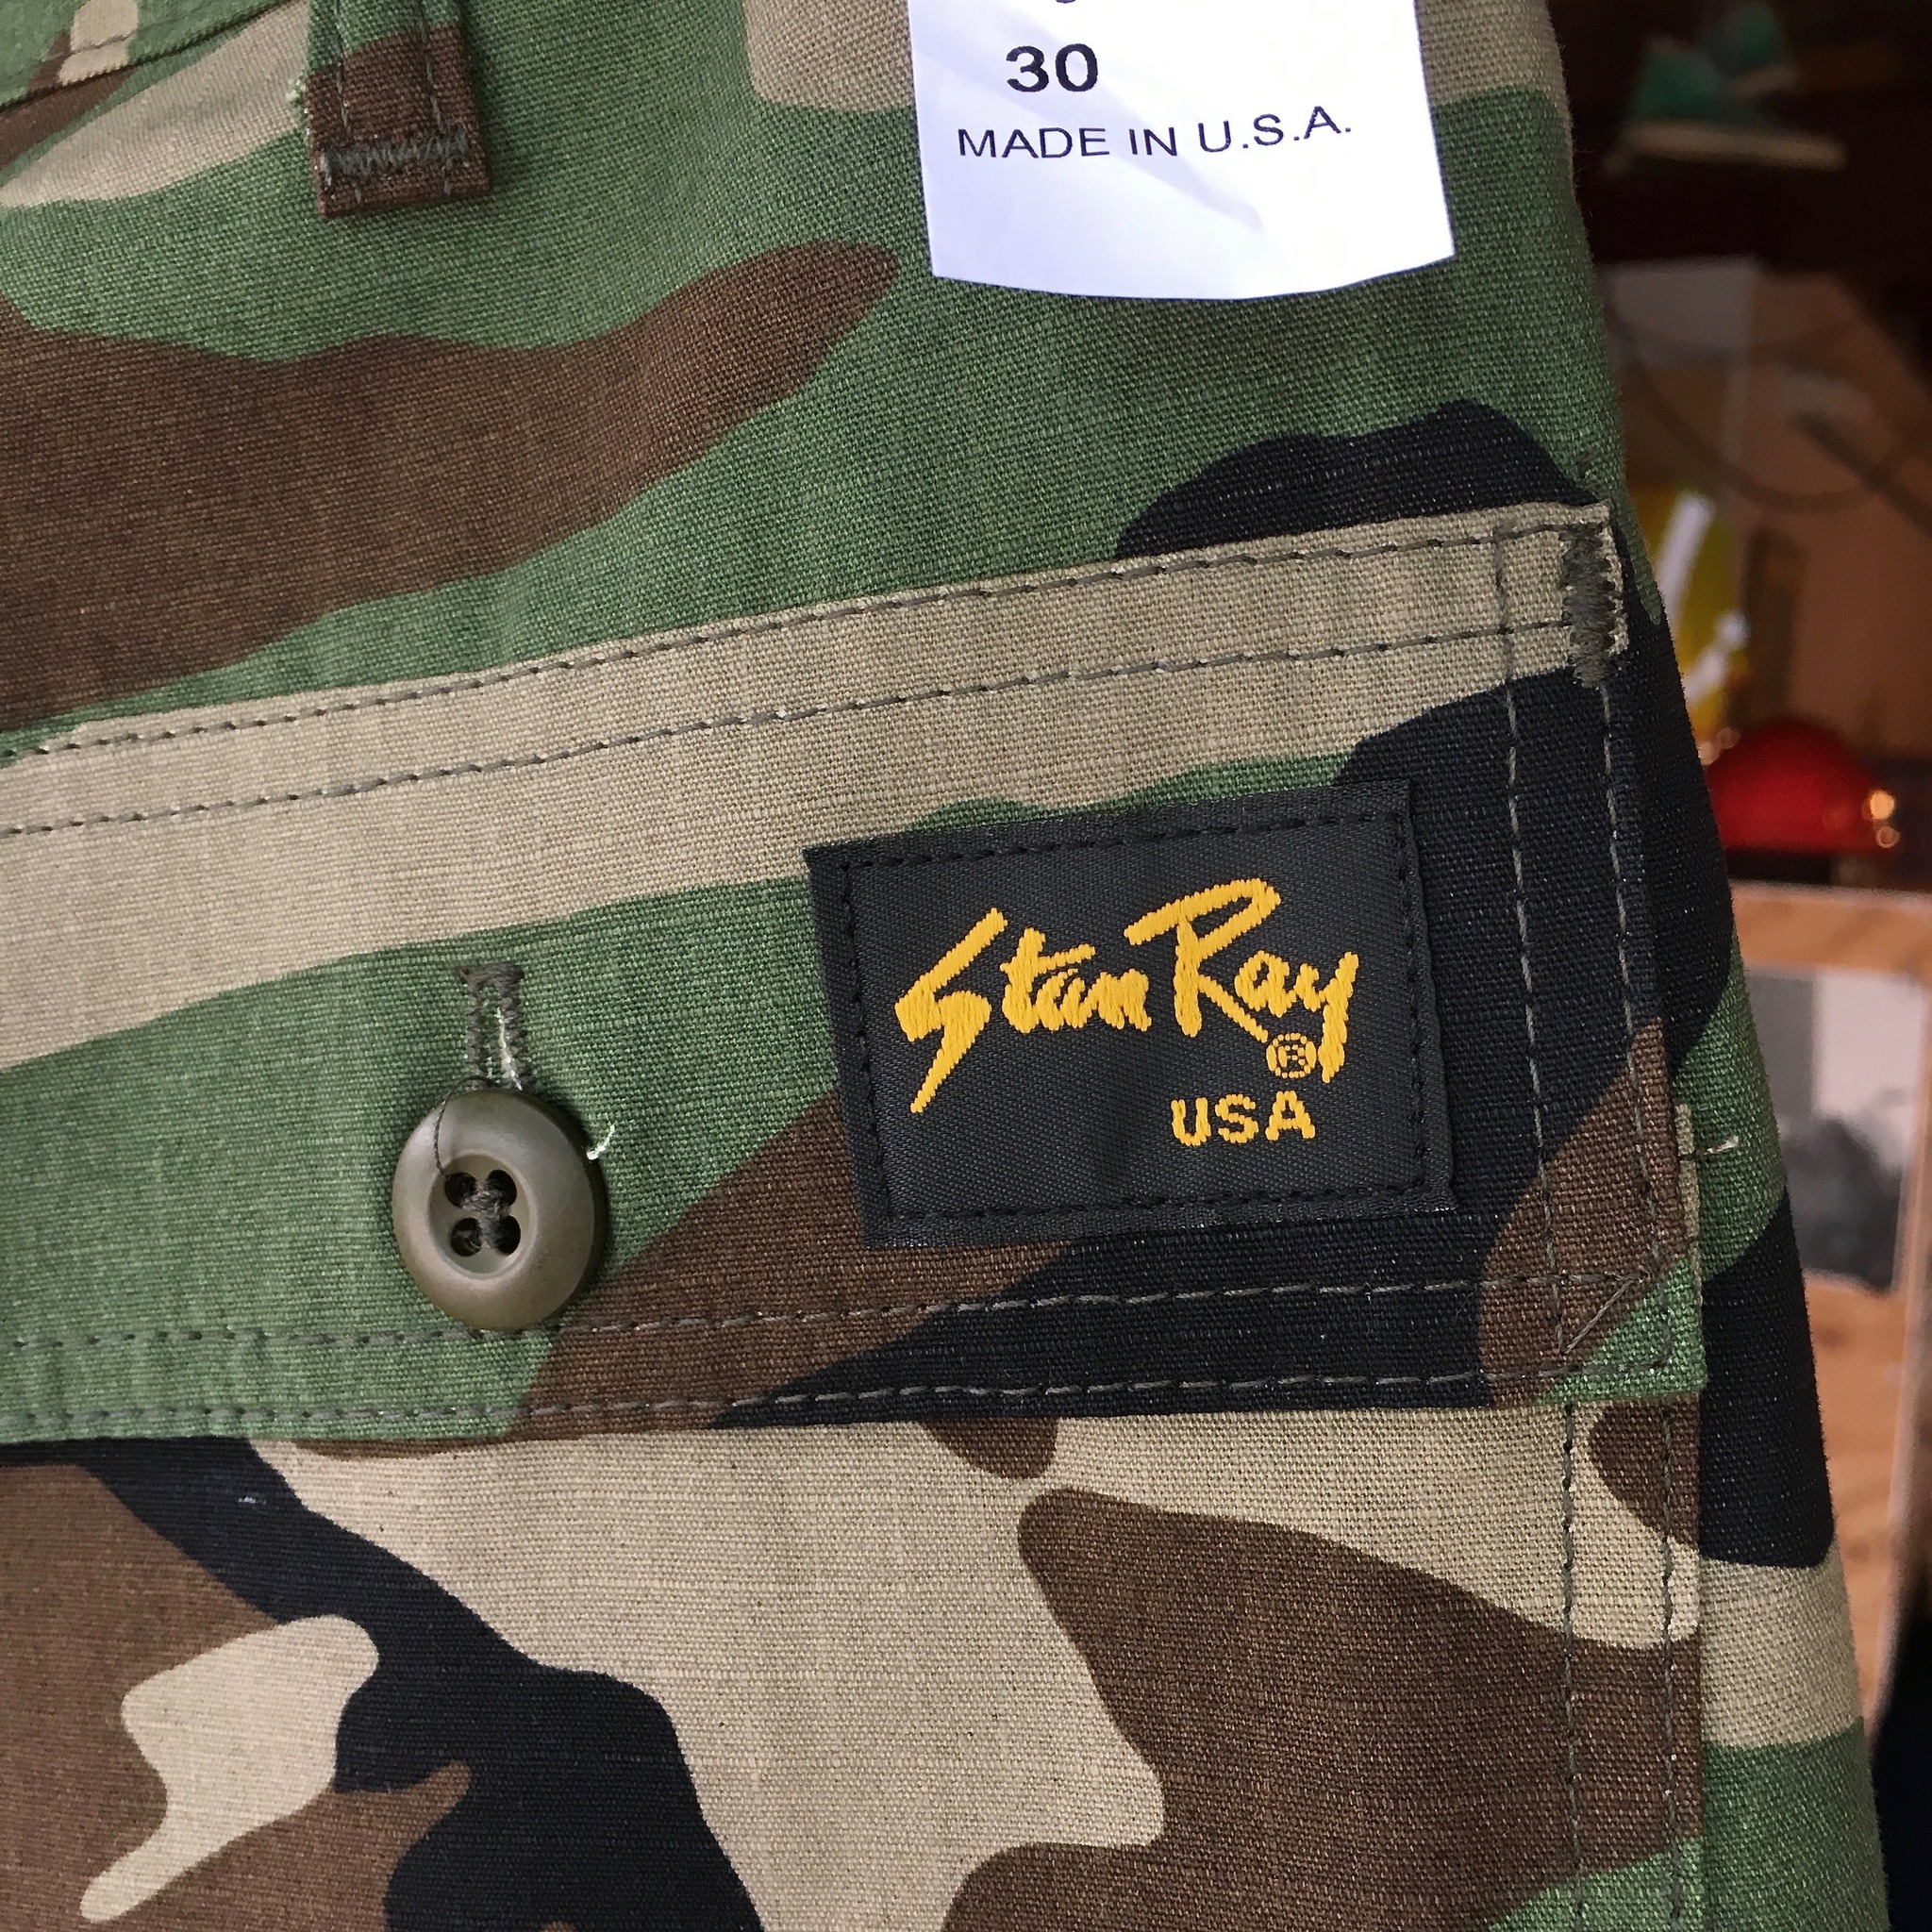 30
MADE IN U.S.A.
Stan Ray
®
USA